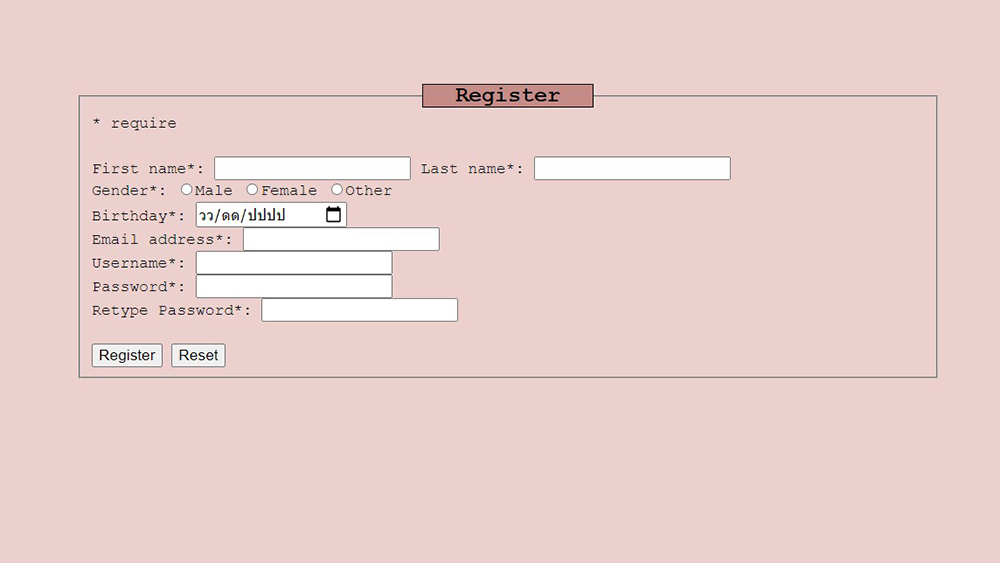 Register
* require
First name*: Last name*:
Gender*: Male Female Other
Birthday*: วว/ดด/ปปปป
Email address*:
Username*:
Password*:
Retype Password*:
Register Reset